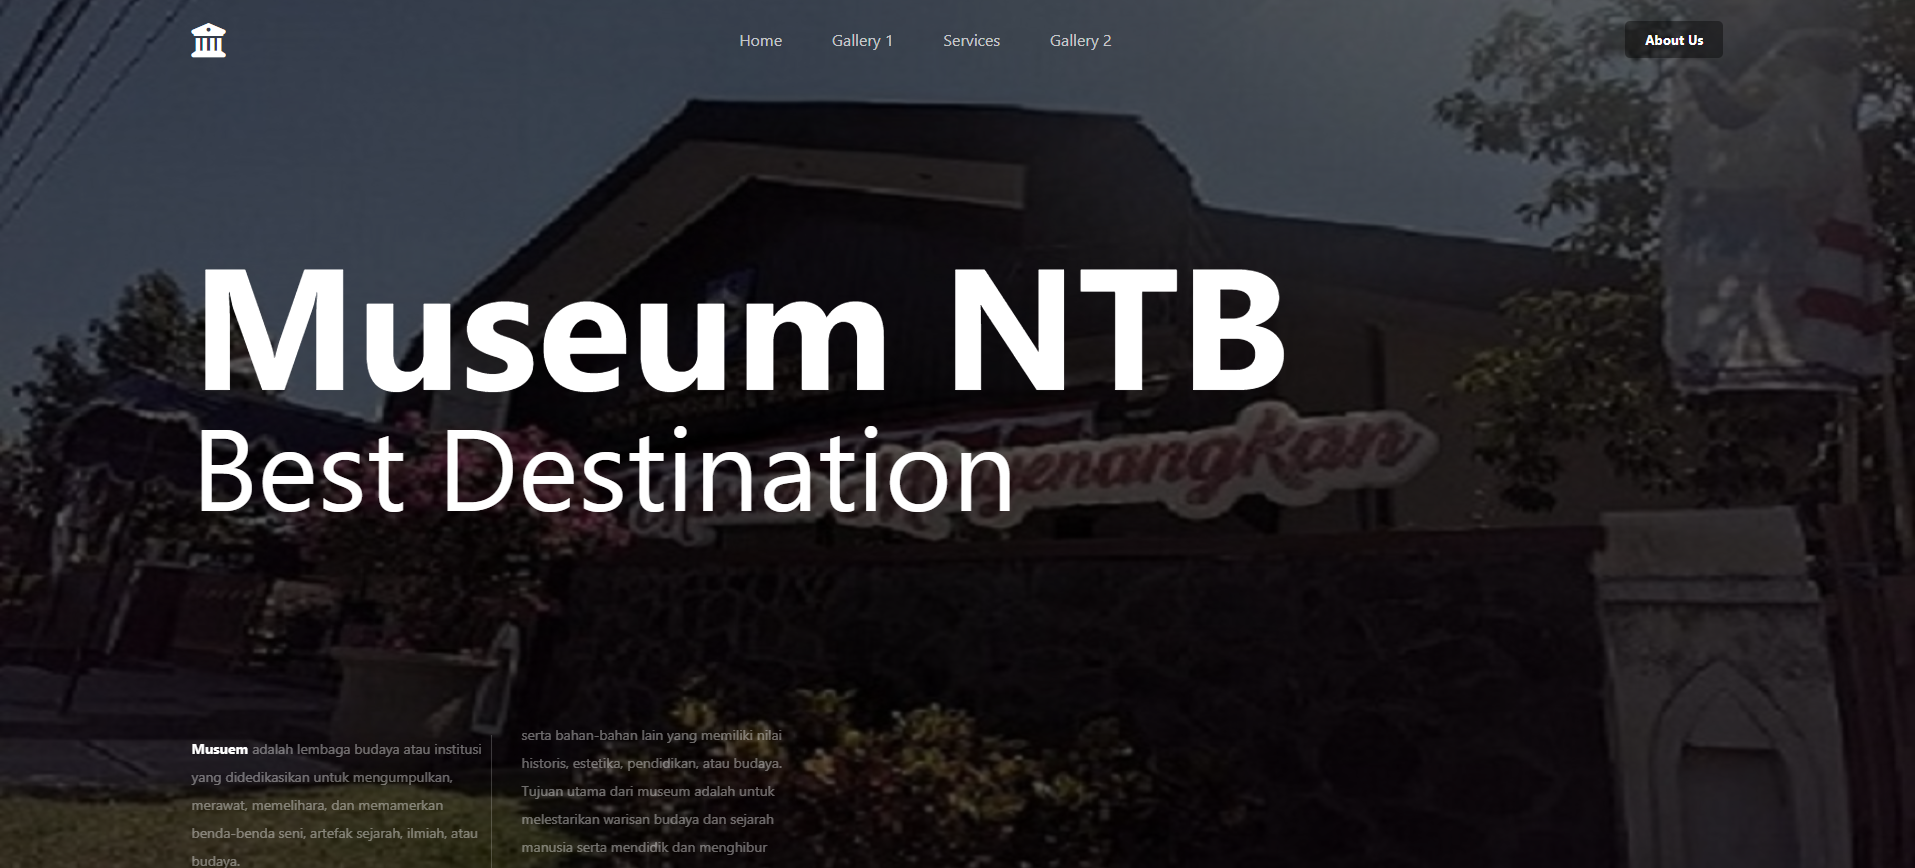 Home Gallery 1 Services Gallery 2 About Us
Museum NTB
Best Destination
Musuem adalah lembaga budaya atau institusi
yang didedikasikan untuk mengumpulkan,
merawat, memelihara, dan memamerkan
benda-benda seni, artefak sejarah, ilmiah, atau
budaya.
serta bahan-bahan lain yang memiliki nilai
historis, estetika, pendidikan, atau budaya.
Tujuan utama dari museum adalah untuk
melestarikan warisan budaya dan sejarah
manusia serta mendidik dan menghibur